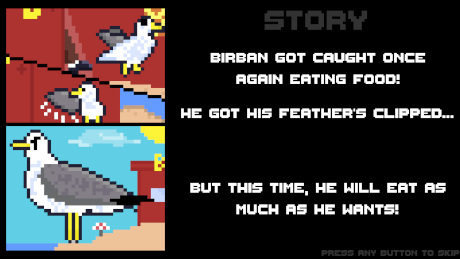 STORY
BIRBAN GOT CAUGHT ONCE
AGAIN EATING FOOD!
HE GOT HIS FEATHER'S CLIPPED...
BUT THIS TIME, HE WILL EAT AS
MUCH AS HE WANTS!
PRESS ANY BUTTON TO SKIP